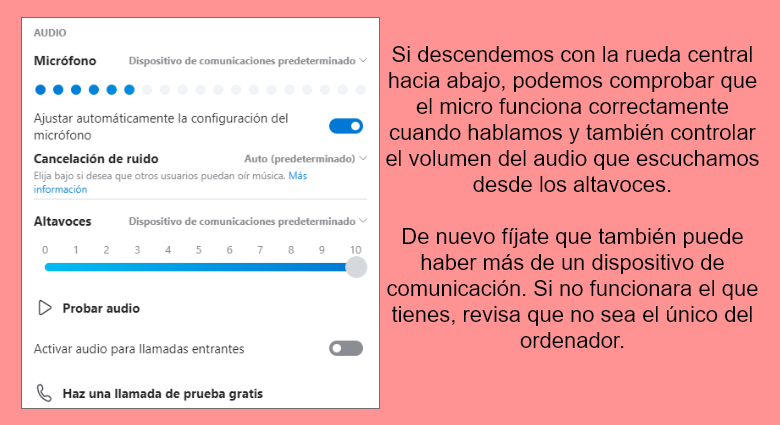 AUDIO
Micrófono
Dispositivo de comunicaciones predeterminado
Ajustar automáticamente la configuración del
micrófono
Cancelación de ruido
Auto (predeterminado)
Elija bajo si desea que otros usuarios puedan oír música. Más
información
Altavoces
Dispositivo de comunicaciones predeterminado
0 1 2 3 4 5 6 7 8 9 10
Probar audio
Activar audio para llamadas entrantes
Haz una llamada de prueba gratis
Si descendemos con la rueda central
hacia abajo, podemos comprobar que
el micro funciona correctamente
cuando hablamos y también controlar
el volumen del audio que escuchamos
desde los altavoces.
De nuevo fíjate que también puede
haber más de un dispositivo de
comunicación. Si no funcionara el que
tienes, revisa que no sea el único del
ordenador.